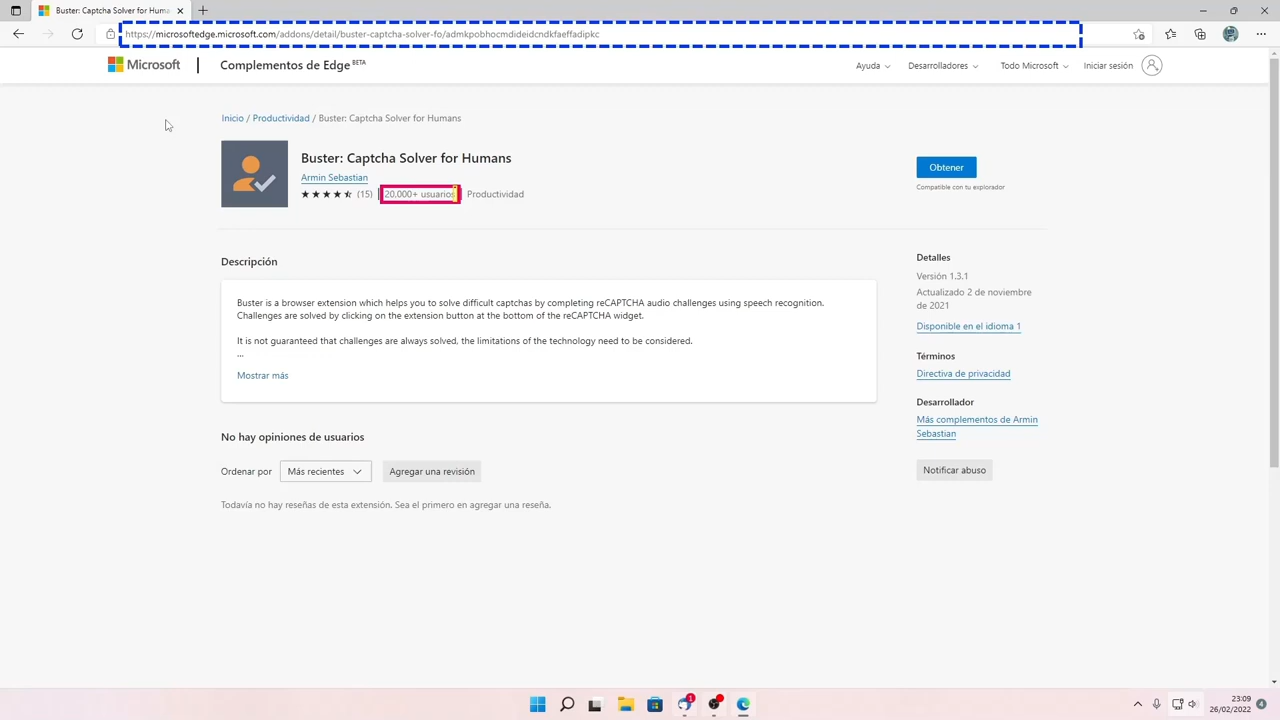 Buster: Captcha Solver for Huma
https://microsoftedge.microsoft.com/addons/detail/buster-captcha-solver-fo/admkpobhocmdideidcndkfaeffadipkc
Microsoft
Complementos de Edge BETA
Ayuda
Desarrolladores
Todo Microsoft
Iniciar sesión
Inicio / Productividad / Buster: Captcha Solver for Humans
Buster: Captcha Solver for Humans
Armin Sebastian
(15)
20,000+ usuarios
Productividad
Obtener
Compatible con tu explorador
Descripción
Buster is a browser extension which helps you to solve difficult captchas by completing reCAPTCHA audio challenges using speech recognition.
Challenges are solved by clicking on the extension button at the bottom of the reCAPTCHA widget.
It is not guaranteed that challenges are always solved, the limitations of the technology need to be considered.
...
Mostrar más
Detalles
Versión 1.3.1
Actualizado 2 de noviembre
de 2021
Disponible en el idioma 1
Términos
Directiva de privacidad
Desarrollador
Más complementos de Armin
Sebastian
Notificar abuso
No hay opiniones de usuarios
Ordenar por
Más recientes
Agregar una revisión
Todavía no hay reseñas de esta extensión. Sea el primero en agregar una reseña.
1
23:09
26/02/2022
4